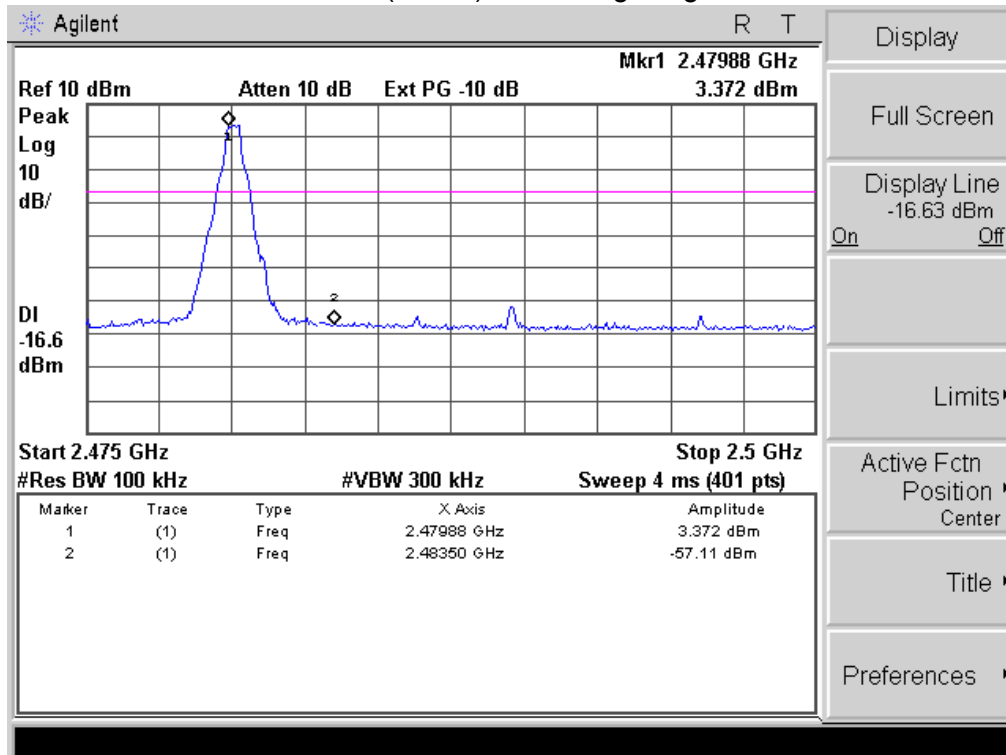 Agilent R T
Mkr1 2.47988 GHz
Ref 10 dBm Atten 10 dB Ext PG -10 dB 3.372 dBm
Peak
Log
10
dB/
1
2
DI
-16.6
dBm
Start 2.475 GHz Stop 2.5 GHz
#Res BW 100 kHz #VBW 300 kHz Sweep 4 ms (401 pts)
Marker Trace Type X Axis Amplitude
1 (1) Freq 2.47988 GHz 3.372 dBm
2 (1) Freq 2.48350 GHz -57.11 dBm
Display
Full Screen
Display Line
-16.63 dBm
On Off
Limits
Active Fctn
Position
Center
Title
Preferences